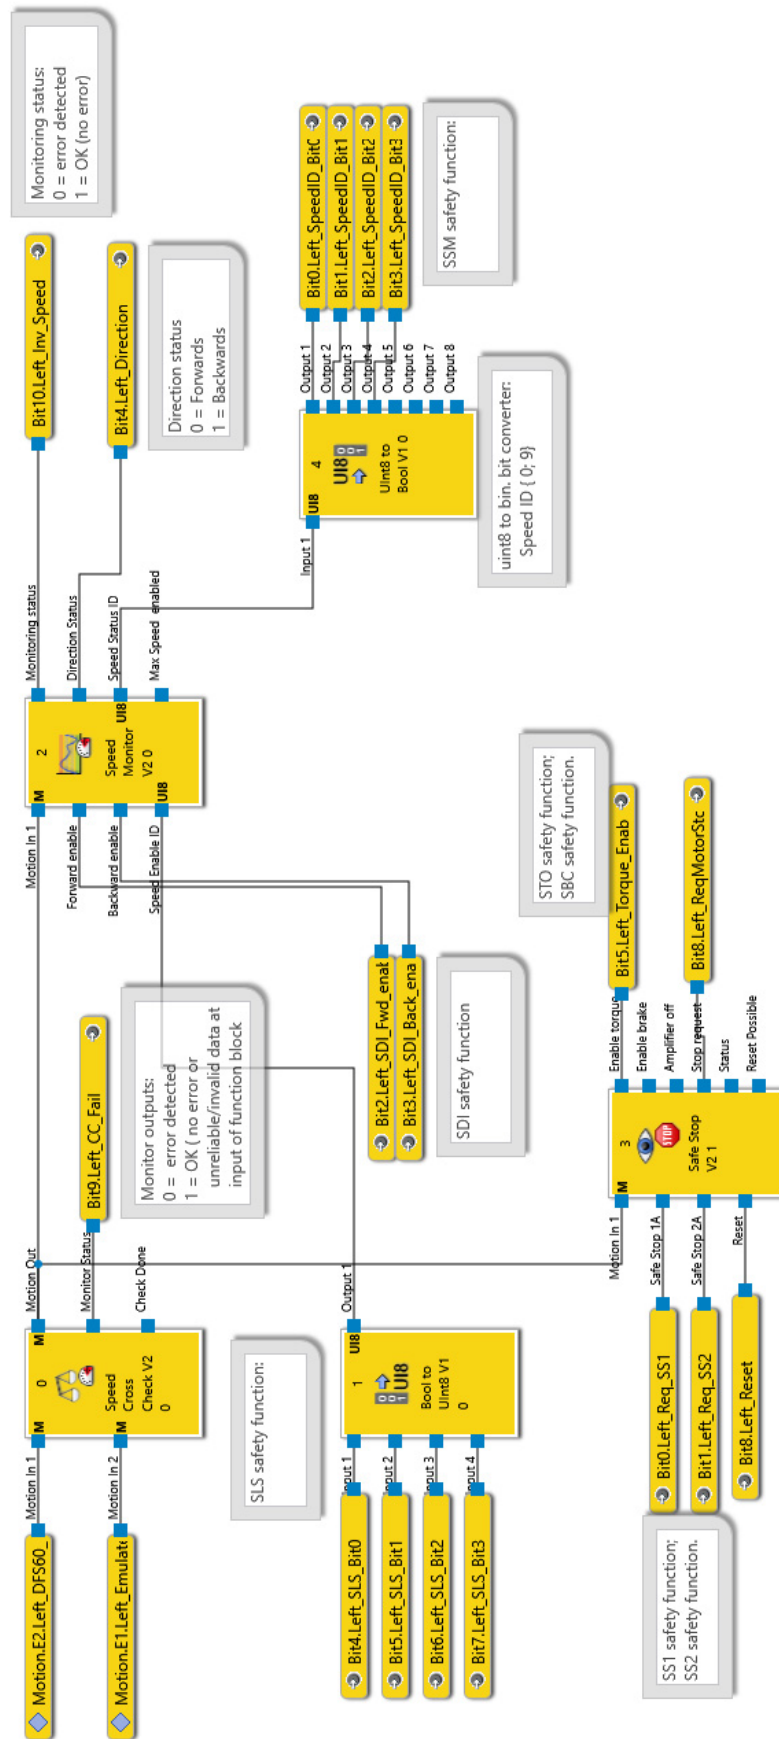 Motion.E2.Left_DFS60_
Motion.E1.Left_Emulate
Motion In 1
Motion In 2
M
M
0
Speed
Cross
Check V2
0
M
Motion Out
Monitor Status
Check Done
Bit9.Left_CC_Fail
Monitor outputs:
0 =  error detected
1 = OK ( no error or
unreliable/invalid data at
input of function block
Motion In 1
Forward enable
Backward enable
Speed Enable ID
M
UI8
2
Speed
Monitor
V2 0
UI8
Monitoring status
Direction Status
Speed Status ID
Max Speed  enabled
Bit10.Left_Inv_Speed
Bit4.Left_Direction
Monitoring status:
0 = error detected
1 = OK (no error)
Direction status
0 = Forwards
1 = Backwards
SLS safety function:
Bit4.Left_SLS_Bit0
Bit5.Left_SLS_Bit1
Bit6.Left_SLS_Bit2
Bit7.Left_SLS_Bit3
Input 1
Input 2
Input 3
Input 4
1
UI8
Bool to
UInt8 V1
0
UI8
Output 1
Bit2.Left_SDI_Fwd_enab
Bit3.Left_SDI_Back_ena
SDI safety function
Input 1
UI8
4
UI8
UInt8 to
Bool V1 0
Output 1
Output 2
Output 3
Output 4
Output 5
Output 6
Output 7
Output 8
Bit0.Left_SpeedID_Bit0
Bit1.Left_SpeedID_Bit1
Bit2.Left_SpeedID_Bit2
Bit3.Left_SpeedID_Bit3
SSM safety function:
uint8 to bin. bit converter:
Speed ID { 0; 9}
STO safety function;
SBC safety function.
Bit0.Left_Req_SS1
Bit1.Left_Req_SS2
Bit8.Left_Reset
Motion In 1
Safe Stop 1A
Safe Stop 2A
Reset
M
3
STOP
Safe Stop
V2 1
Enable torque
Enable brake
Amplifier off
Stop request
Status
Reset Possible
Bit5.Left_Torque_Enab
Bit8.Left_ReqMotorStc
SS1 safety function;
SS2 safety function.